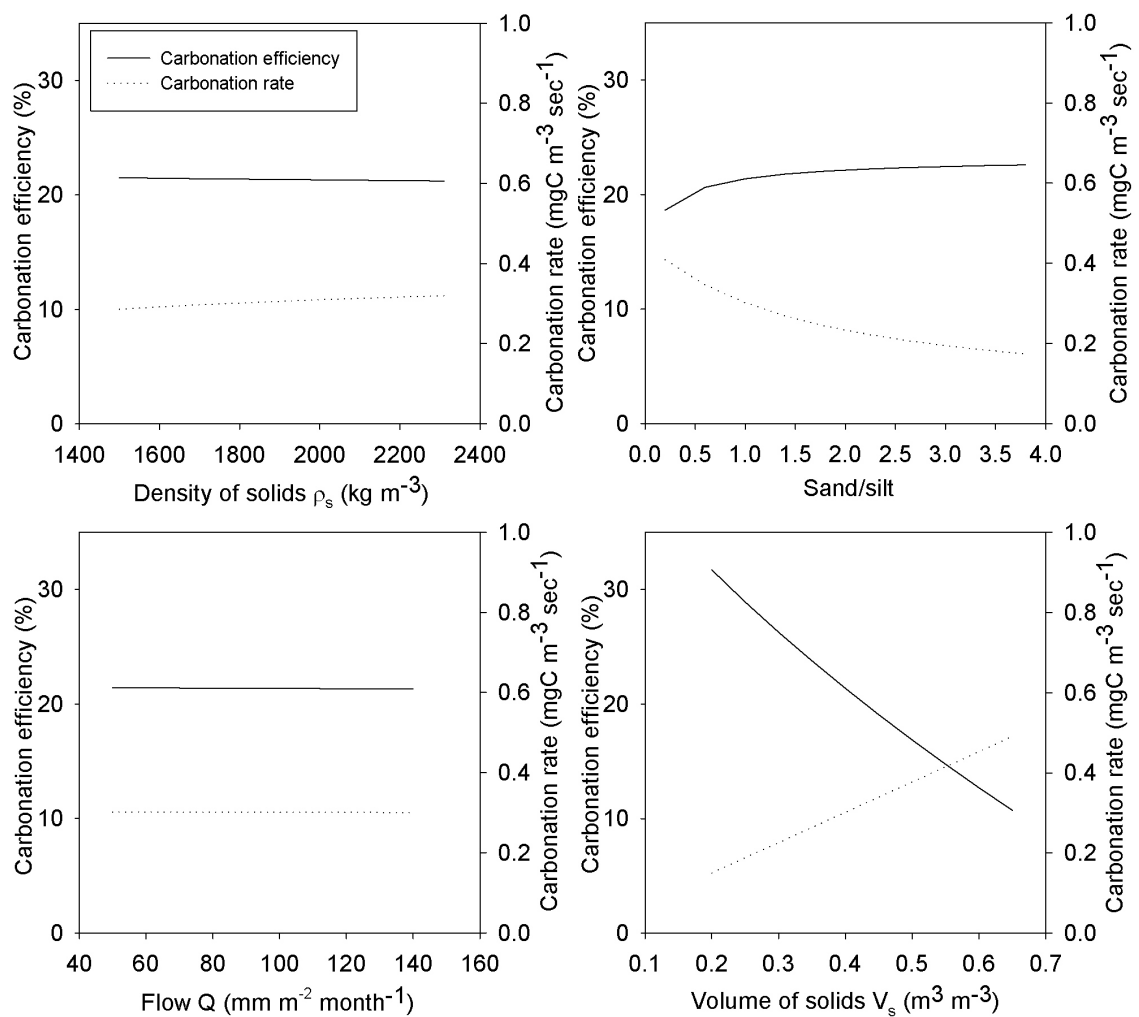 Carbonation efficiency
Carbonation rate
Carbonation efficiency (%)
30
20
10
0
1.0
0.8
0.6
0.4
0.2
0.0
Carbonation rate (mgC m-3 sec-1)
1400 1600 1800 2000 2200 2400
Density of solids ρs (kg m-3)
Carbonation efficiency (%)
30
20
10
0
1.0
0.8
0.6
0.4
0.2
0.0
Carbonation rate (mgC m-3 sec-1)
0.0 0.5 1.0 1.5 2.0 2.5 3.0 3.5 4.0
Sand/silt
Carbonation efficiency (%)
30
20
10
0
1.0
0.8
0.6
0.4
0.2
0.0
Carbonation rate (mgC m-3 sec-1)
40 60 80 100 120 140 160
Flow Q (mm m-2 month-1)
Carbonation efficiency (%)
30
20
10
0
1.0
0.8
0.6
0.4
0.2
0.0
Carbonation rate (mgC m-3 sec-1)
0.1 0.2 0.3 0.4 0.5 0.6 0.7
Volume of solids Vs (m3 m-3)